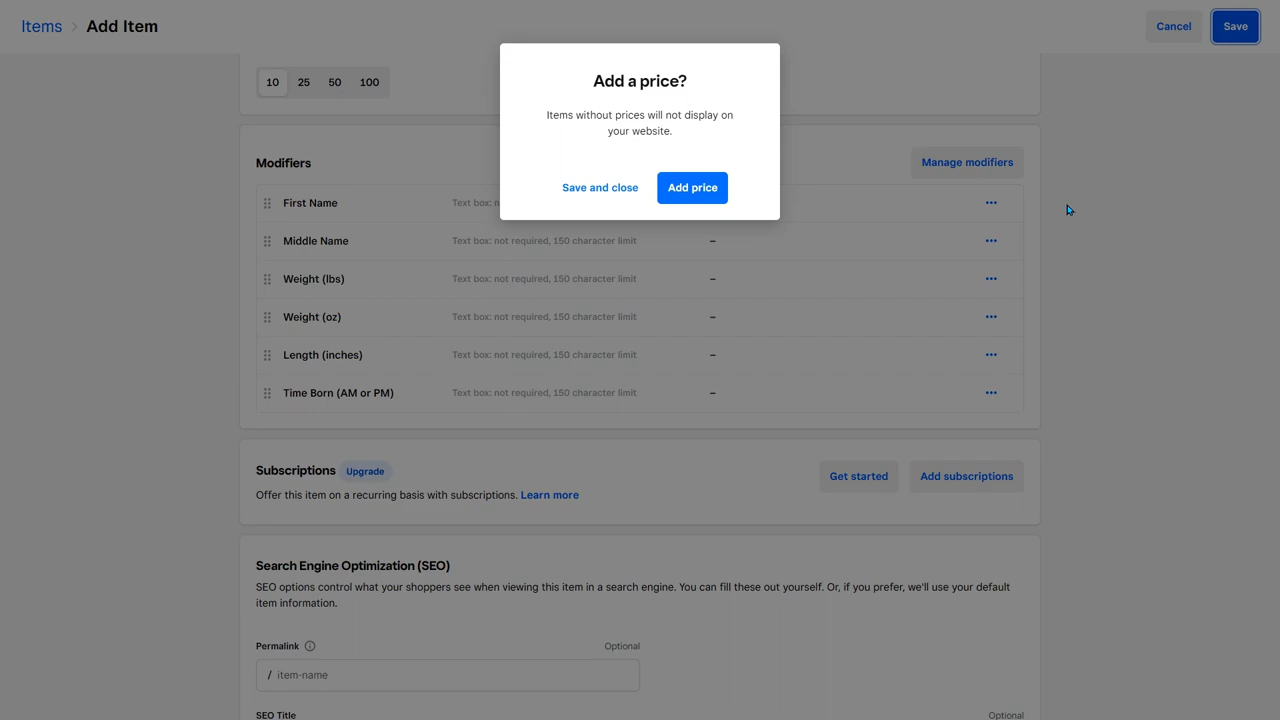 Items > Add Item
Cancel
Save
10 25 50 100
Add a price?
Items without prices will not display on
your website.
Save and close
Add price
Modifiers
Manage modifiers
First Name Text box: n •••
Middle Name Text box: not required, 150 character limit – •••
Weight (lbs) Text box: not required, 150 character limit – •••
Weight (oz) Text box: not required, 150 character limit – •••
Length (inches) Text box: not required, 150 character limit – •••
Time Born (AM or PM) Text box: not required, 150 character limit – •••
Subscriptions Upgrade
Offer this item on a recurring basis with subscriptions. Learn more
Get started
Add subscriptions
Search Engine Optimization (SEO)
SEO options control what your shoppers see when viewing this item in a search engine. You can fill these out yourself. Or, if you prefer, we'll use your default
item information.
Permalink Optional
/ item-name
SEO Title Optional